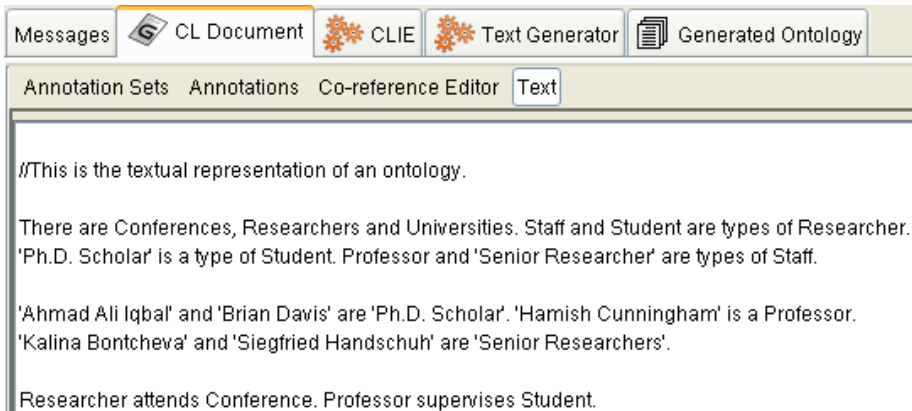 Messages CL Document CLIE Text Generator Generated Ontology
Annotation Sets Annotations Co-reference Editor Text
//This is the textual representation of an ontology.
There are Conferences, Researchers and Universities. Staff and Student are types of Researcher.
'Ph.D. Scholar' is a type of Student. Professor and 'Senior Researcher' are types of Staff.
'Ahmad Ali Iqbal' and 'Brian Davis' are 'Ph.D. Scholar'. 'Hamish Cunningham' is a Professor.
'Kalina Bontcheva' and 'Siegfried Handschuh' are 'Senior Researchers'.
Researcher attends Conference. Professor supervises Student.